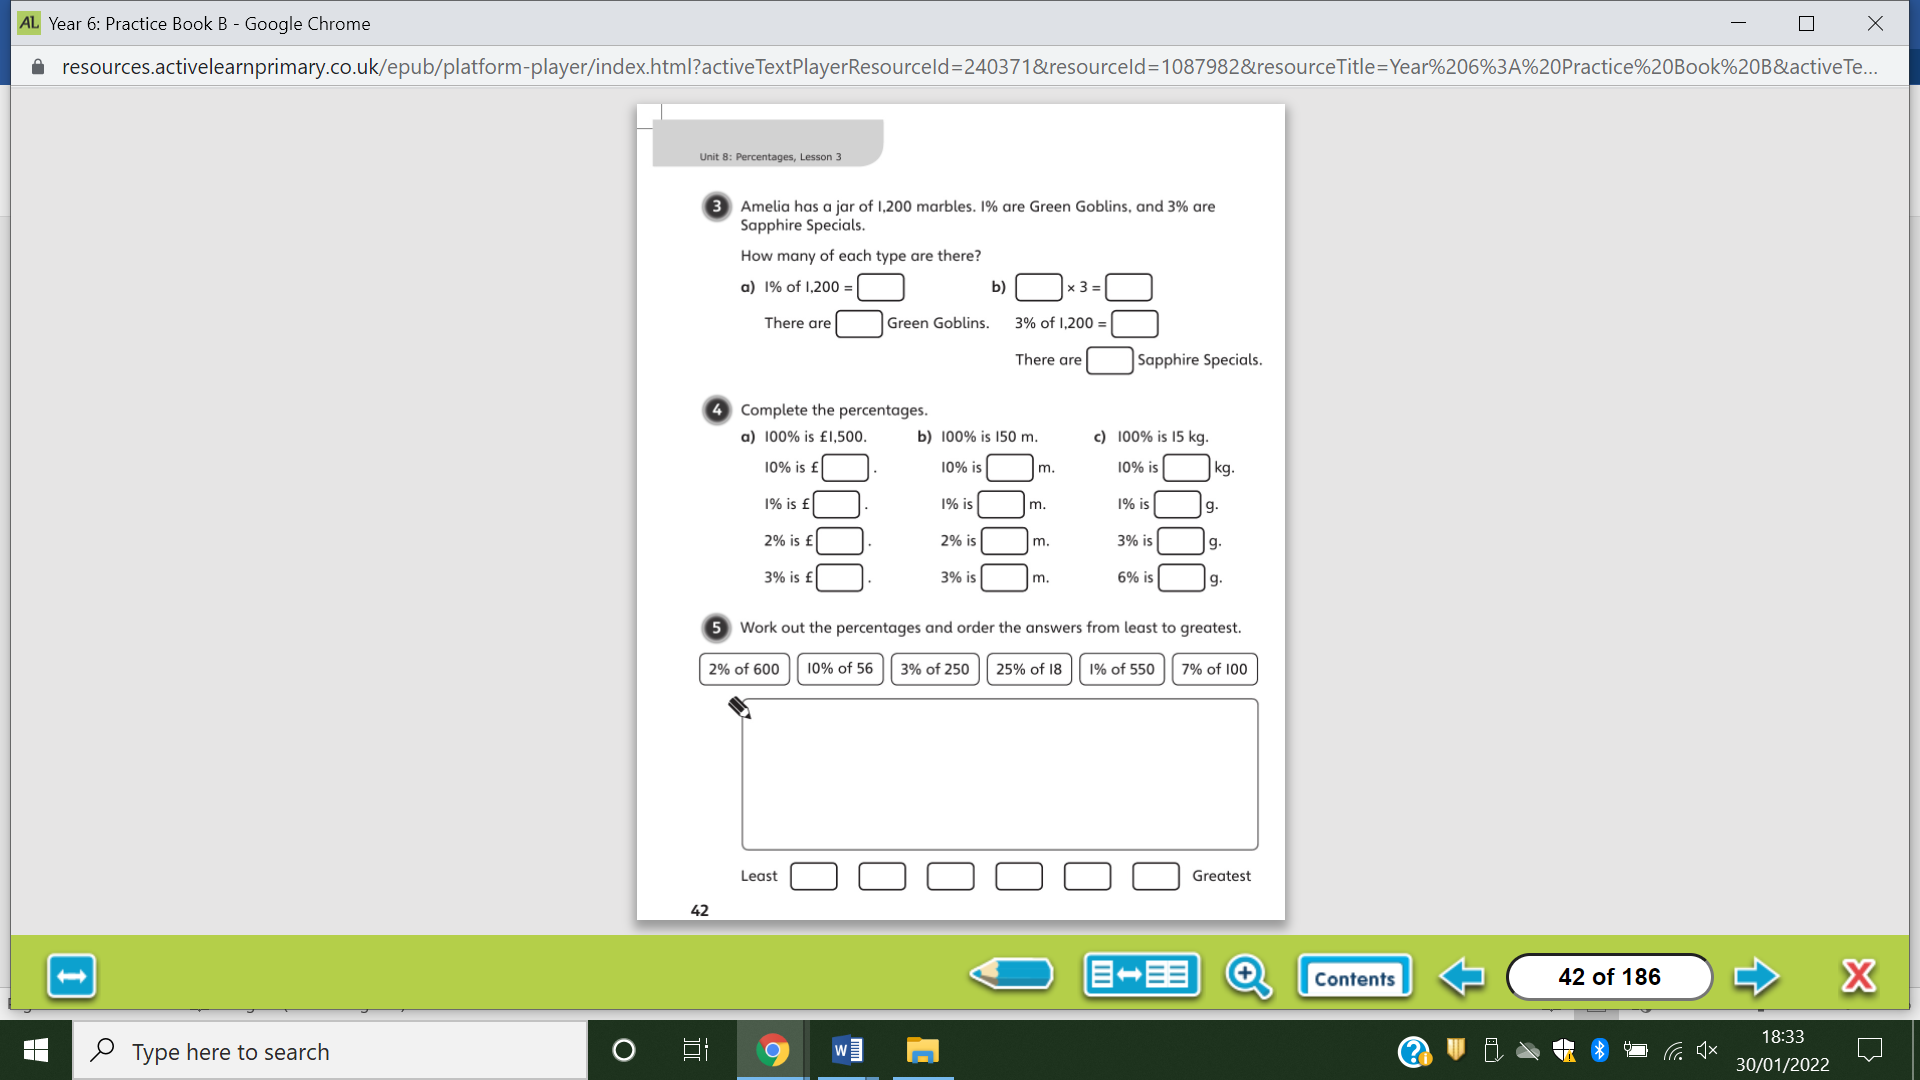 Year 6: Practice Book B - Google Chrome
resources.activelearnprimary.co.uk/epub/platform-player/index.html?activeTextPlayerResourceId=240371&resourceId=1087982&resourceTitle=Year%206%3A%20Practice%20Book%20B&activeTe...
Unit 8: Percentages, Lesson 3
3 Amelia has a jar of 1,200 marbles. 1% are Green Goblins, and 3% are
Sapphire Specials.
How many of each type are there?
a) 1% of 1,200 = b) × 3 =
There are Green Goblins. 3% of 1,200 =
There are Sapphire Specials.
4 Complete the percentages.
a) 100% is £1,500. b) 100% is 150 m. c) 100% is 15 kg.
10% is £ . 10% is m. 10% is kg.
1% is £ . 1% is m. 1% is g.
2% is £ . 2% is m. 3% is g.
3% is £ . 3% is m. 6% is g.
5 Work out the percentages and order the answers from least to greatest.
2% of 600 10% of 56 3% of 250 25% of 18 1% of 550 7% of 100
Least Greatest
42
Contents 42 of 186
Type here to search
18:33
30/01/2022